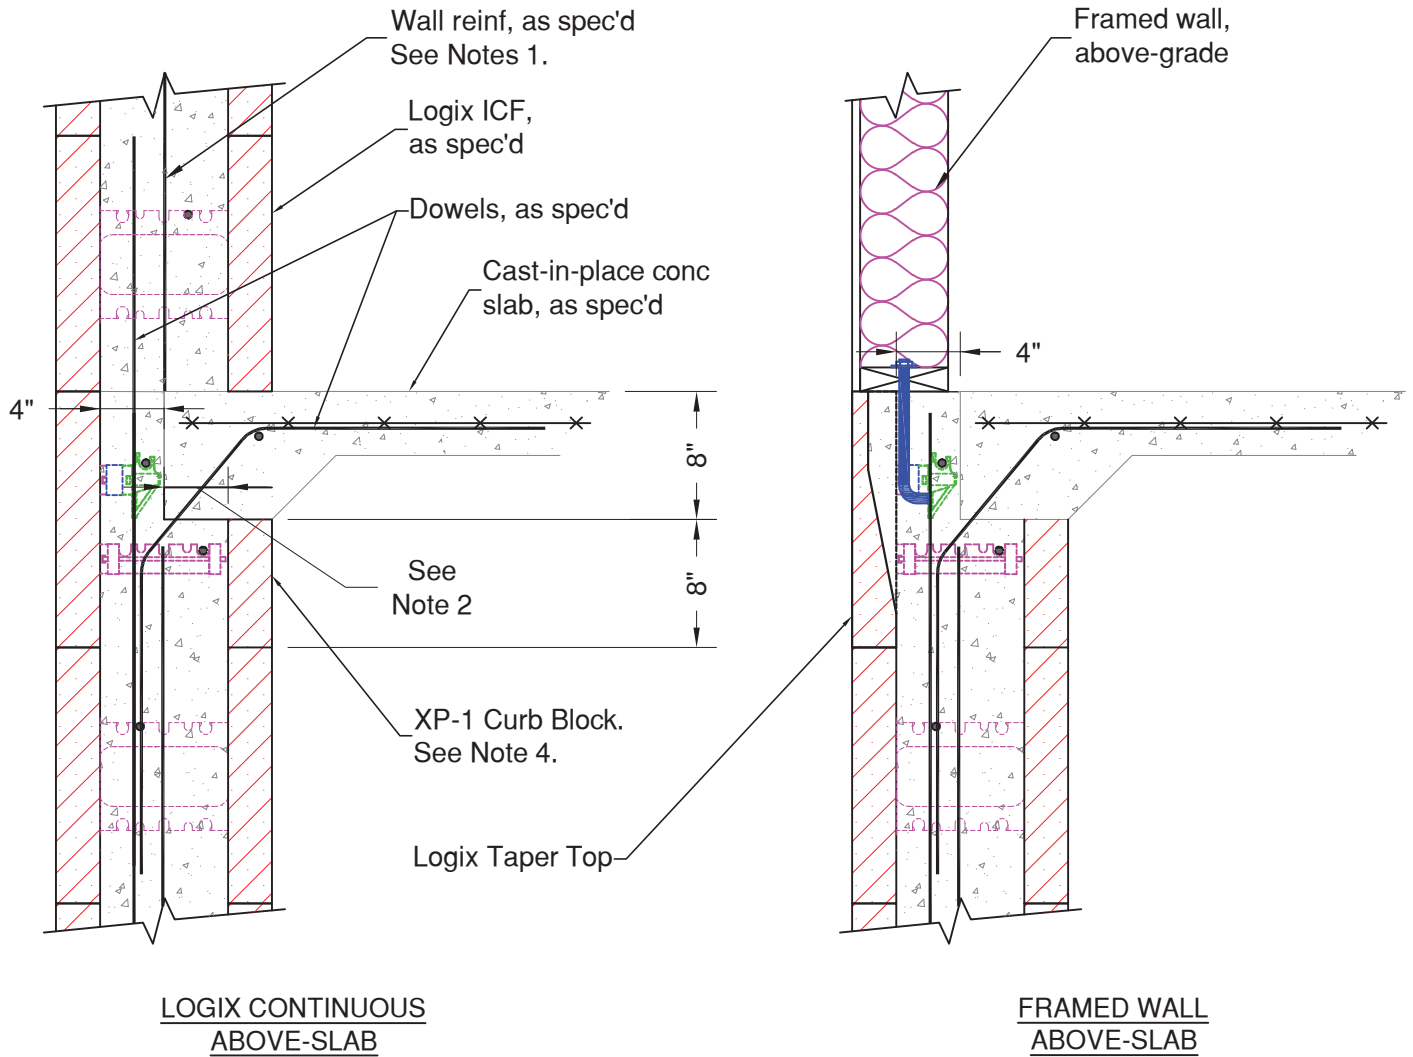 Wall reinf, as spec'd
See Notes 1.
Logix ICF,
as spec'd
Dowels, as spec'd
Cast-in-place conc
slab, as spec'd
4"
8"
8"
See
Note 2
XP-1 Curb Block.
See Note 4.
Logix Taper Top
LOGIX CONTINUOUS
ABOVE-SLAB
Framed wall,
above-grade
4"
FRAMED WALL
ABOVE-SLAB